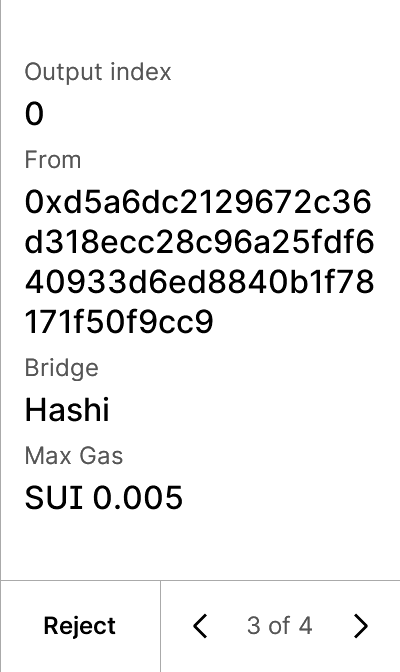 Output index
0
From
0xd5a6dc2129672c36
d318ecc28c96a25fdf6
40933d6ed8840b1f78
171f50f9cc9
Bridge
Hashi
Max Gas
SUI 0.005
Reject
3 of 4